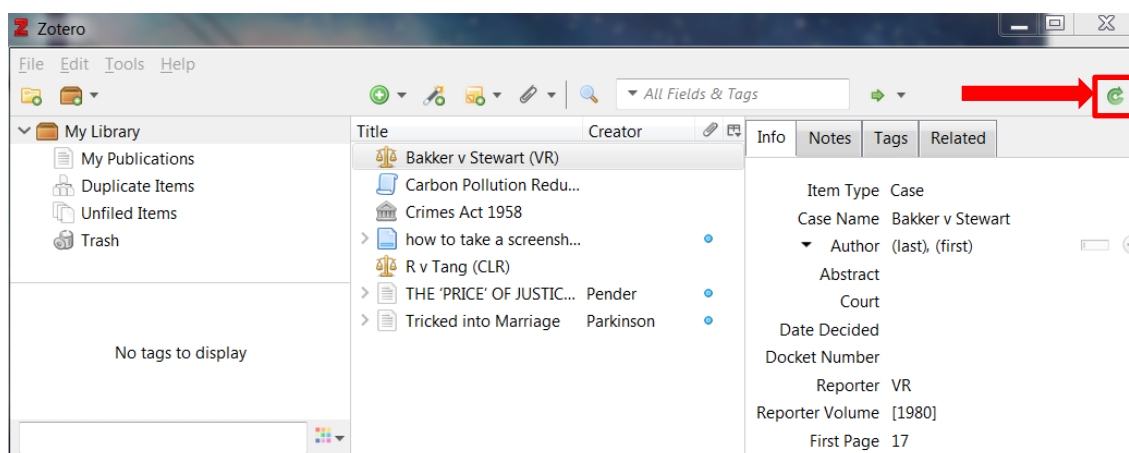 Zotero
File Edit Tools Help
All Fields & Tags
My Library
My Publications
Duplicate Items
Unfiled Items
Trash
No tags to display
Title Creator
Bakker v Stewart (VR)
Carbon Pollution Redu...
Crimes Act 1958
how to take a screensh...
R v Tang (CLR)
THE ‘PRICE’ OF JUSTIC... Pender
Tricked into Marriage Parkinson
Info Notes Tags Related
Item Type Case
Case Name Bakker v Stewart
Author (last), (first)
Abstract
Court
Date Decided
Docket Number
Reporter VR
Reporter Volume [1980]
First Page 17